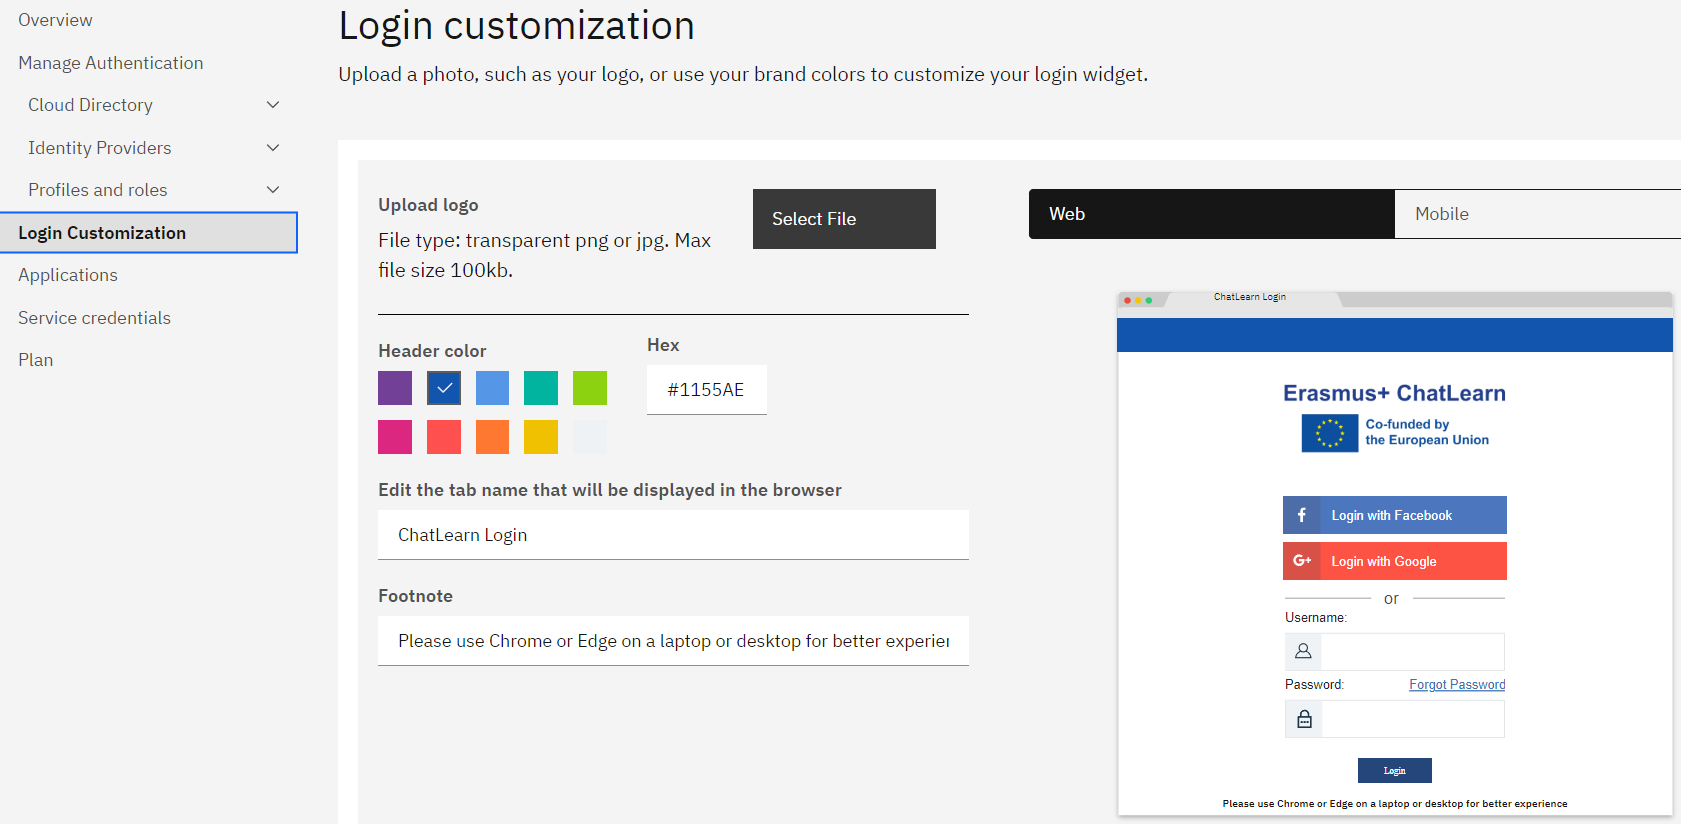 Overview
Manage Authentication
Cloud Directory
Identity Providers
Profiles and roles
Login Customization
Applications
Service credentials
Plan
Login customization
Upload a photo, such as your logo, or use your brand colors to customize your login widget.
Upload logo
File type: transparent png or jpg. Max
file size 100kb.
Select File
Header color
Hex
#1155AE
Edit the tab name that will be displayed in the browser
ChatLearn Login
Footnote
Please use Chrome or Edge on a laptop or desktop for better experien
Web
Mobile
ChatLearn Login
Erasmus+ ChatLearn
Co-funded by
the European Union
f Login with Facebook
G+ Login with Google
or
Username:
Password: Forgot Password
Login
Please use Chrome or Edge on a laptop or desktop for better experience